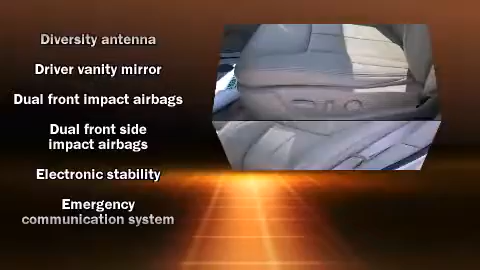 Diversity antenna
Driver vanity mirror
Dual front impact airbags
Dual front side
impact airbags
Electronic stability
Emergency
communication system